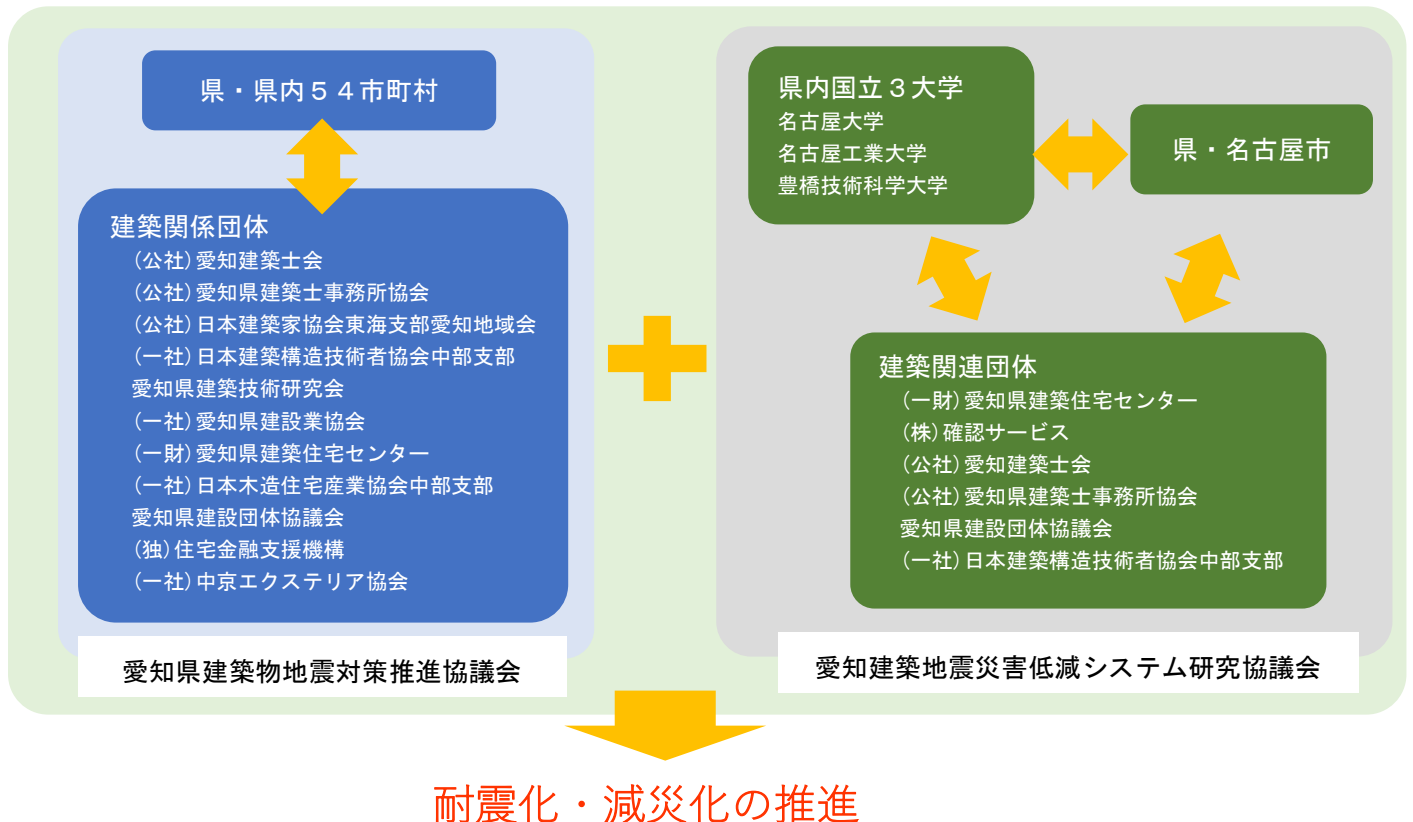 県・県内５４市町村
建築関係団体
(公社)愛知建築士会
(公社)愛知県建築士事務所協会
(公社)日本建築家協会東海支部愛知地域会
(一社)日本建築構造技術者協会中部支部
愛知県建築技術研究会
(一社)愛知県建設業協会
(一財)愛知県建築住宅センター
(一社)日本木造住宅産業協会中部支部
愛知県建設団体協議会
(独)住宅金融支援機構
(一社)中京エクステリア協会
愛知県建築物地震対策推進協議会
県内国立３大学
名古屋大学
名古屋工業大学
豊橋技術科学大学
県・名古屋市
建築関連団体
(一財)愛知県建築住宅センター
(株)確認サービス
(公社)愛知建築士会
(公社)愛知県建築士事務所協会
愛知県建設団体協議会
(一社)日本建築構造技術者協会中部支部
愛知建築地震災害低減システム研究協議会
耐震化・減災化の推進